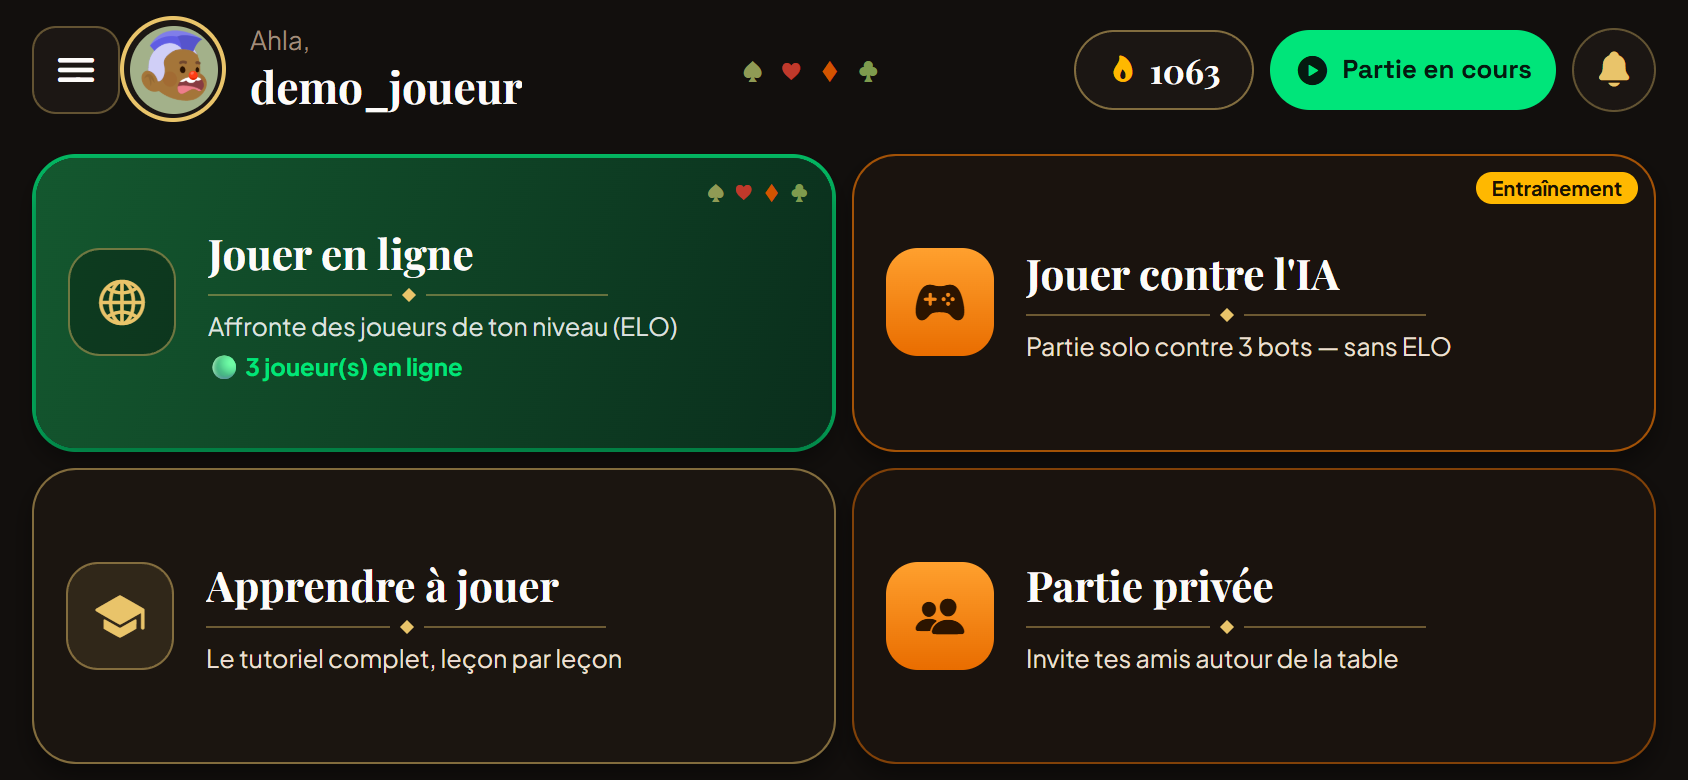 Ahla,
demo_joueur
1063
Partie en cours
Jouer en ligne
Affronte des joueurs de ton niveau (ELO)
3 joueur(s) en ligne
Entraînement
Jouer contre l'IA
Partie solo contre 3 bots — sans ELO
Apprendre à jouer
Le tutoriel complet, leçon par leçon
Partie privée
Invite tes amis autour de la table